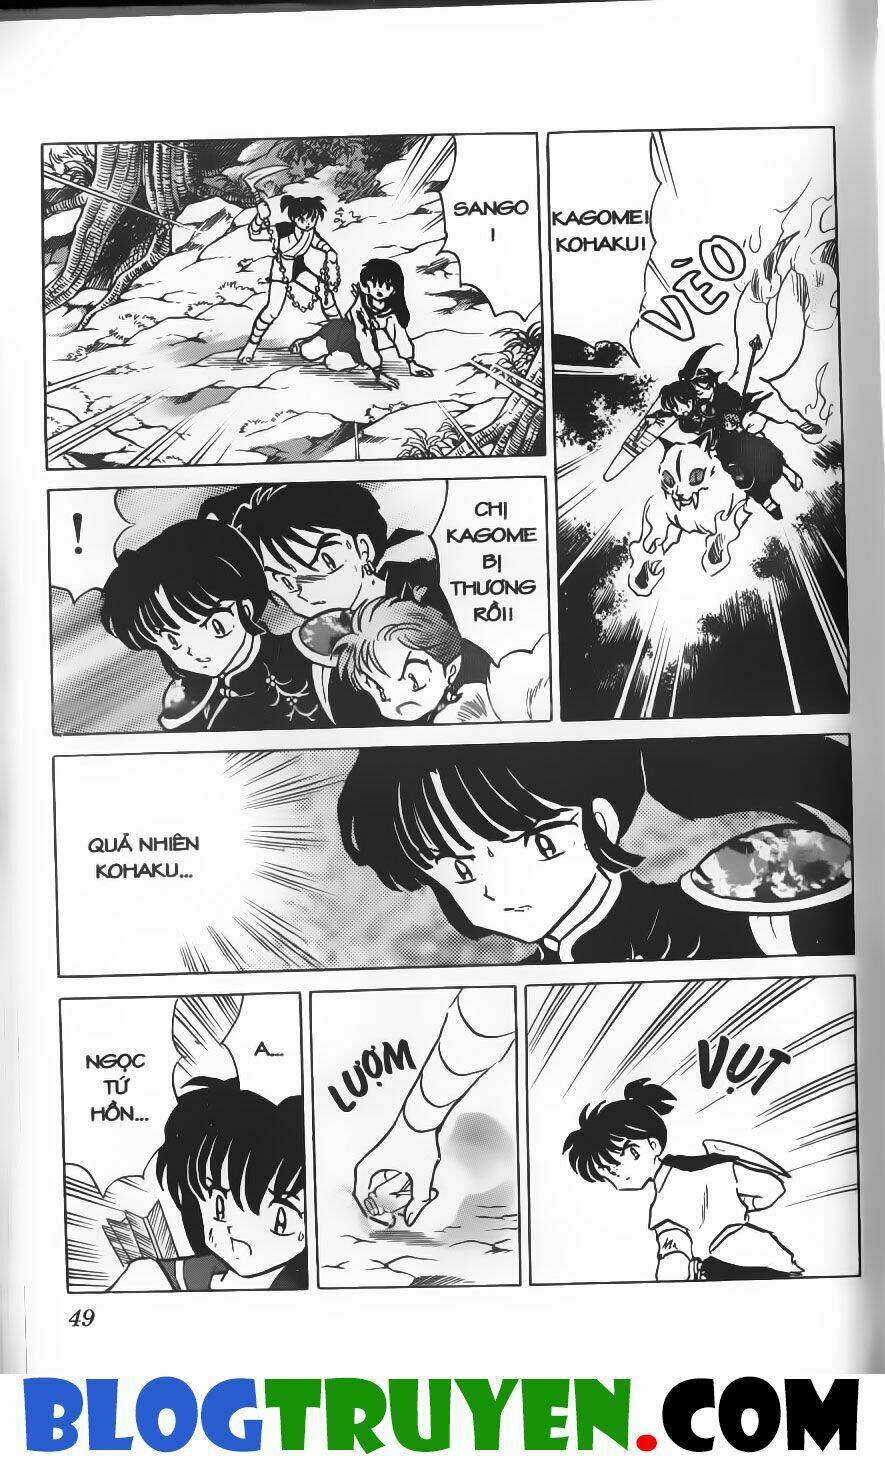 KAGOME!
KOHAKU!
VÈO
SANGO
!
CHỊ
KAGOME
BỊ
THƯƠNG
RỒI!
!
QUẢ NHIÊN
KOHAKU...
VỤT
LƯỢM
A...
NGỌC
TỨ
HỒN...
49
BLOGTRUYEN.COM